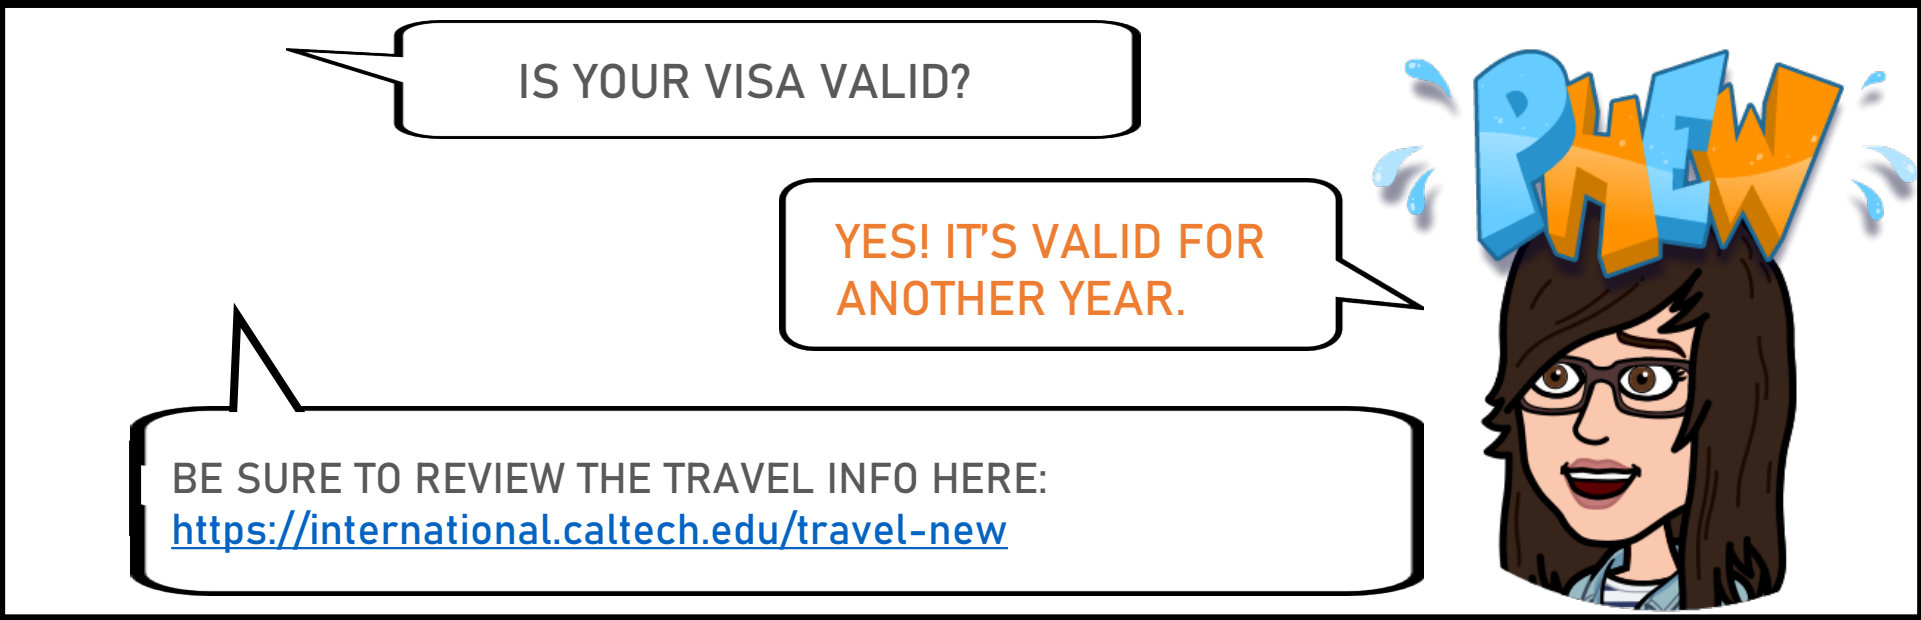 IS YOUR VISA VALID?
PHEW
YES! IT'S VALID FOR
ANOTHER YEAR.
BE SURE TO REVIEW THE TRAVEL INFO HERE:
https://international.caltech.edu/travel-new